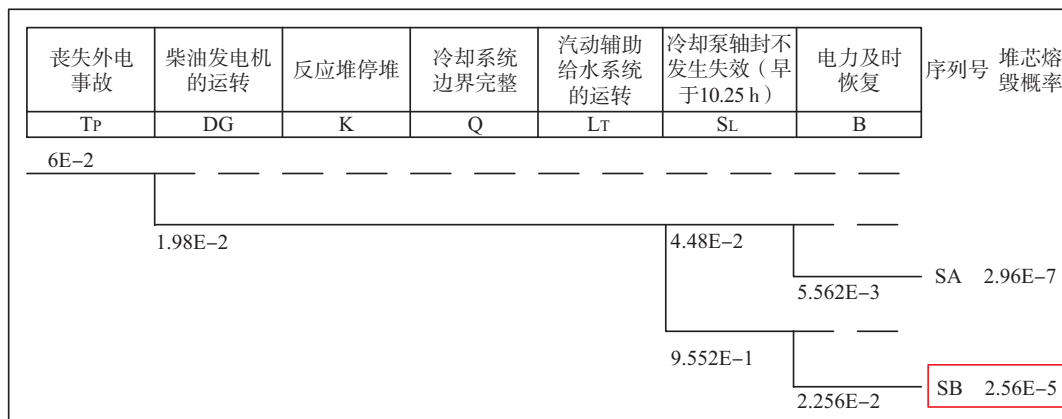 丧失外电
事故
柴油发电机
的运转
反应堆停堆
冷却系统
边界完整
汽动辅助
给水系统
的运转
冷却泵轴封不
发生失效（早
于10.25 h）
电力及时
恢复
序列号
堆芯熔
毁概率
TP
DG
K
Q
LT
SL
B
6E−2
1.98E−2
4.48E−2
5.562E−3
SA 2.96E−7
9.552E−1
2.256E−2
SB 2.56E−5